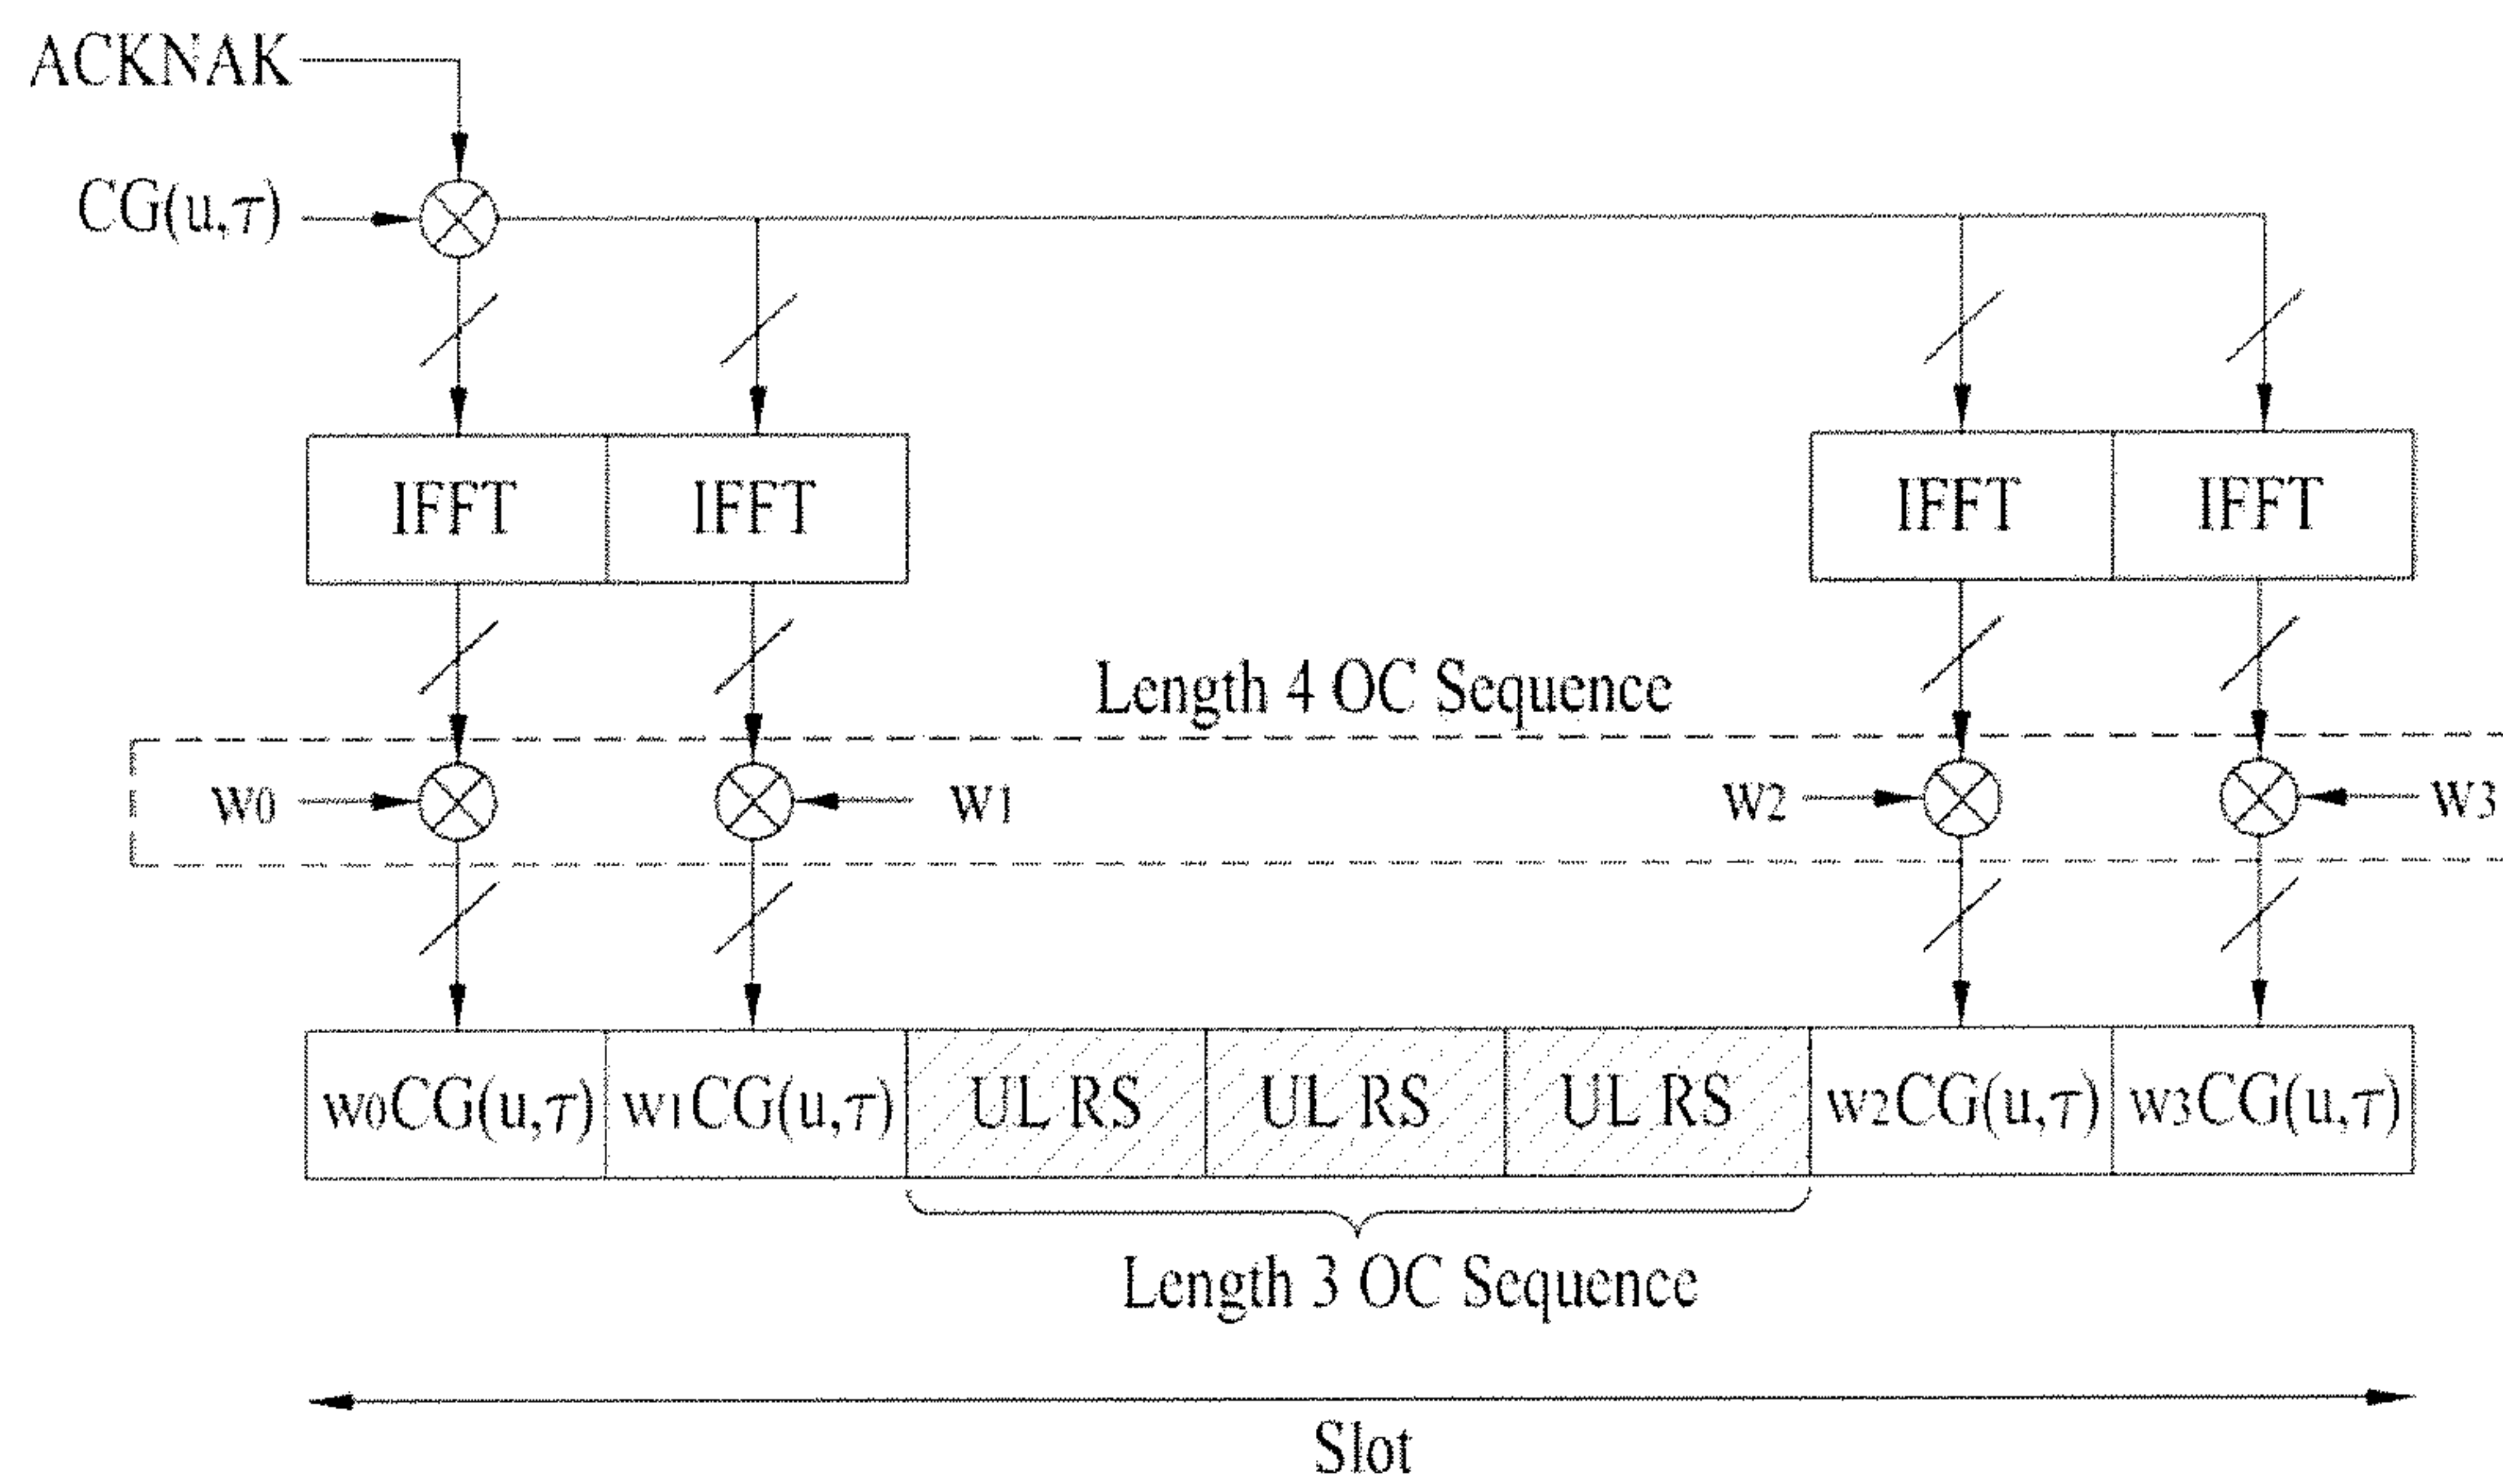 ACKNAK
CG(u,τ)
IFFT IFFT IFFT IFFT
Length 4 OC Sequence
W0 W1 W2 W3
w0CG(u,τ) w1CG(u,τ) UL RS UL RS UL RS w2CG(u,τ) w3CG(u,τ)
Length 3 OC Sequence
Slot